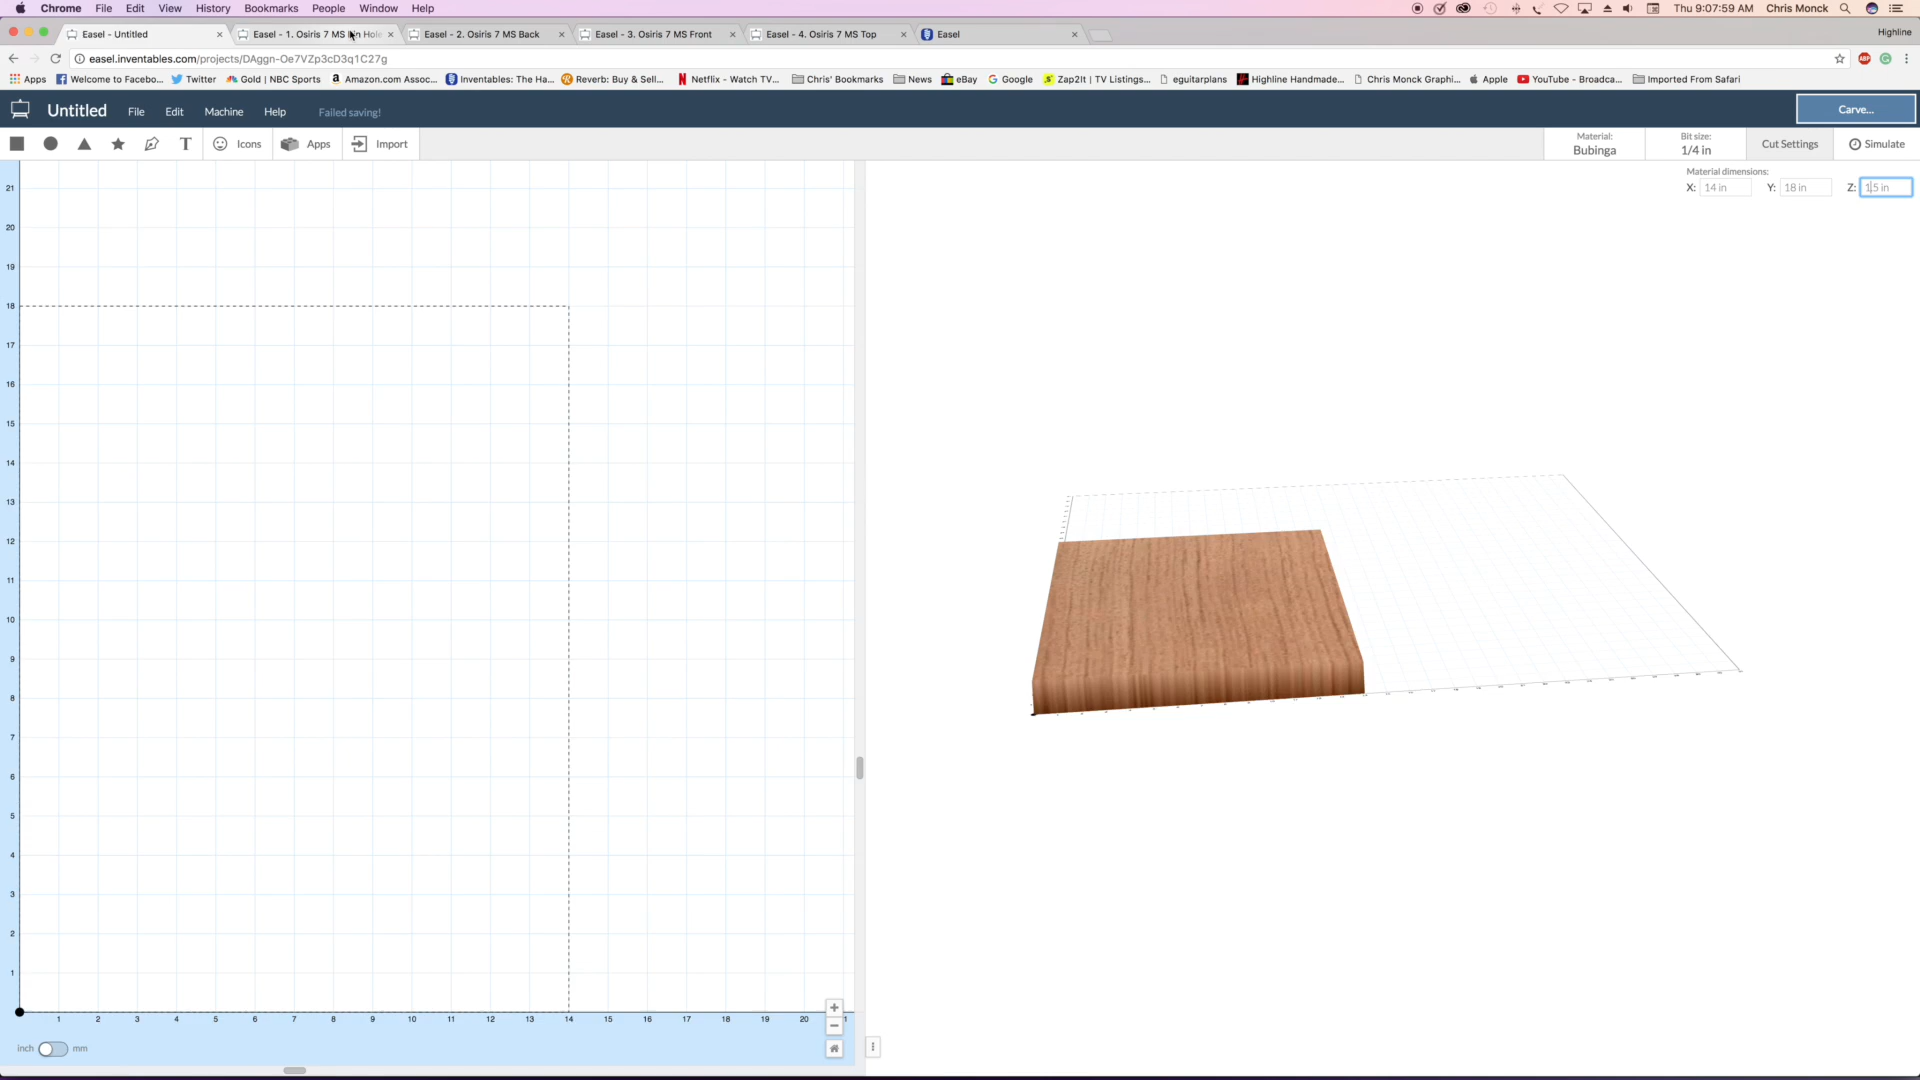 Chrome File Edit View History Bookmarks People Window Help Thu 9:07:59 AM Chris Monck
Easel - Untitled Easel - 1. Osiris 7 MS Hol Easel - 2. Osiris 7 MS Back Easel - 3. Osiris 7 MS Front Easel - 4. Osiris 7 MS Top Easel Highline
easel.inventables.com/projects/DAggn-Oe7VZp3cD3q1C27g ABP
Apps Welcome to Facebo... Twitter Gold | NBC Sports Amazon.com Assoc... Inventables: The Ha... Reverb: Buy & Sell... Netflix - Watch TV... Chris' Bookmarks News eBay Google Zap2It | TV Listings... eguitarplans Highline Handmade... Chris Monck Graphi... Apple YouTube - Broadca... Imported From Safari
Untitled File Edit Machine Help Failed saving! Carve...
T Icons Apps Import Material: Bit size: Cut Settings Simulate
Bubinga 1/4 in
Material dimensions:
X: 14 in Y: 18 in Z: 1.5 in
21
20
19
18
17
16
15
14
13
12
11
10
9
8
7
6
5
4
3
2
1
1 2 3 4 5 6 7 8 9 10 11 12 13 14 15 16 17 18 19 20
inch mm